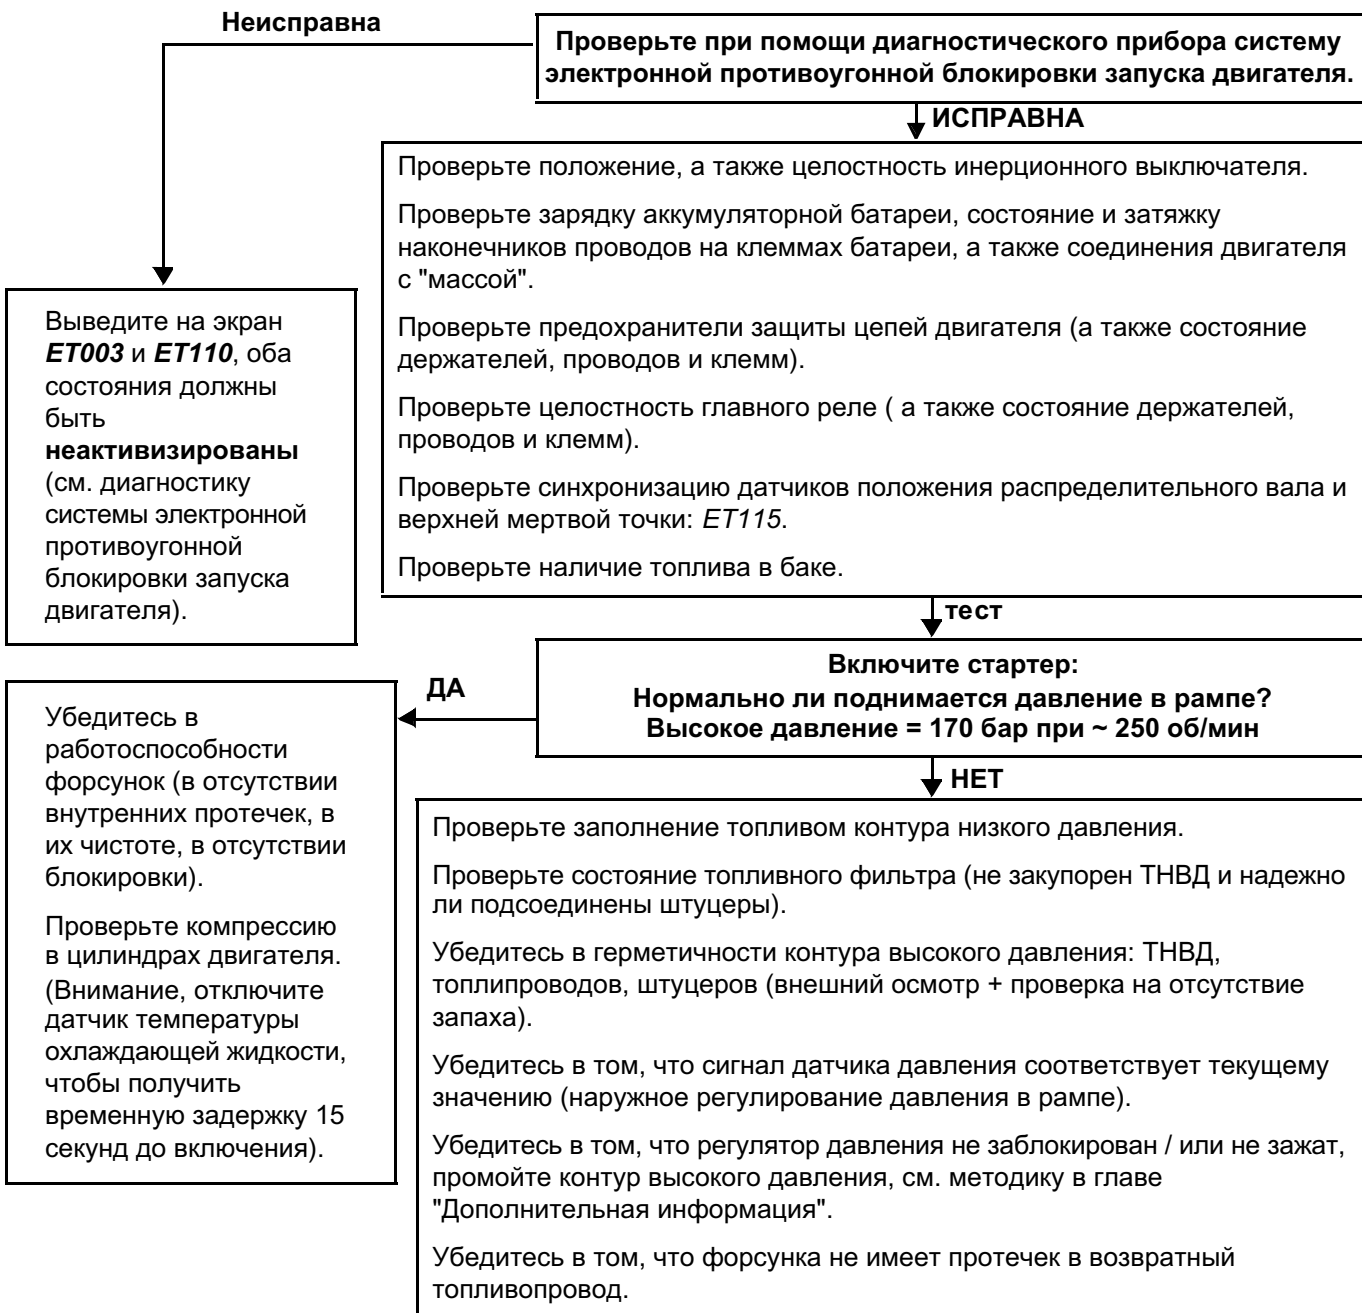 Неисправна
Проверьте при помощи диагностического прибора систему
электронной противоугонной блокировки запуска двигателя.
ИСПРАВНА
Проверьте положение, а также целостность инерционного выключателя.
Проверьте зарядку аккумуляторной батареи, состояние и затяжку
наконечников проводов на клеммах батареи, а также соединения двигателя
с "массой".
Проверьте предохранители защиты цепей двигателя (а также состояние
держателей, проводов и клемм).
Проверьте целостность главного реле ( а также состояние держателей,
проводов и клемм).
Проверьте синхронизацию датчиков положения распределительного вала и
верхней мертвой точки: ET115.
Проверьте наличие топлива в баке.
Выведите на экран
ET003 и ET110, оба
состояния должны
быть
неактивизированы
(см. диагностику
системы электронной
противоугонной
блокировки запуска
двигателя).
тест
Включите стартер:
Нормально ли поднимается давление в рампе?
Высокое давление = 170 бар при ~ 250 об/мин
ДА
Убедитесь в
работоспособности
форсунок (в отсутствии
внутренних протечек, в
их чистоте, в отсутствии
блокировки).
Проверьте компрессию
в цилиндрах двигателя.
(Внимание, отключите
датчик температуры
охлаждающей жидкости,
чтобы получить
временную задержку 15
секунд до включения).
НЕТ
Проверьте заполнение топливом контура низкого давления.
Проверьте состояние топливного фильтра (не закупорен ТНВД и надежно
ли подсоединены штуцеры).
Убедитесь в герметичности контура высокого давления: ТНВД,
топлипроводов, штуцеров (внешний осмотр + проверка на отсутствие
запаха).
Убедитесь в том, что сигнал датчика давления соответствует текущему
значению (наружное регулирование давления в рампе).
Убедитесь в том, что регулятор давления не заблокирован / или не зажат,
промойте контур высокого давления, см. методику в главе
"Дополнительная информация".
Убедитесь в том, что форсунка не имеет протечек в возвратный
топливопровод.